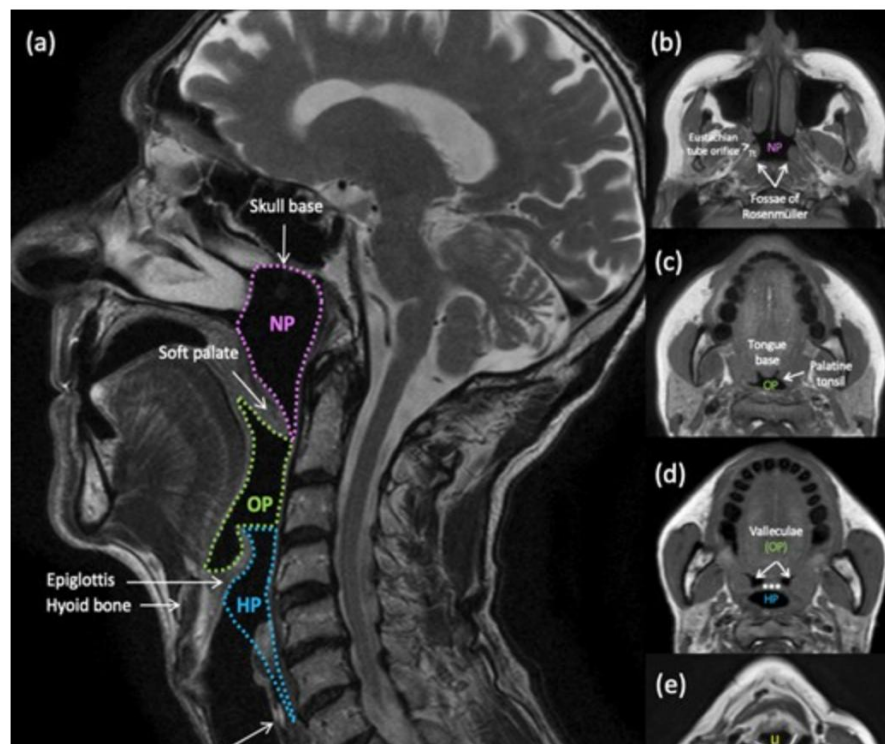 (a)
Skull base
NP
Soft palate
OP
Epiglottis
Hyoid bone
HP
(b)
Eustachian
tube orifice
NP
Fossae of
Rosenmüller
(c)
Tongue
base
Palatine
tonsil
OP
(d)
Valleculae
(OP)
***
HP
(e)